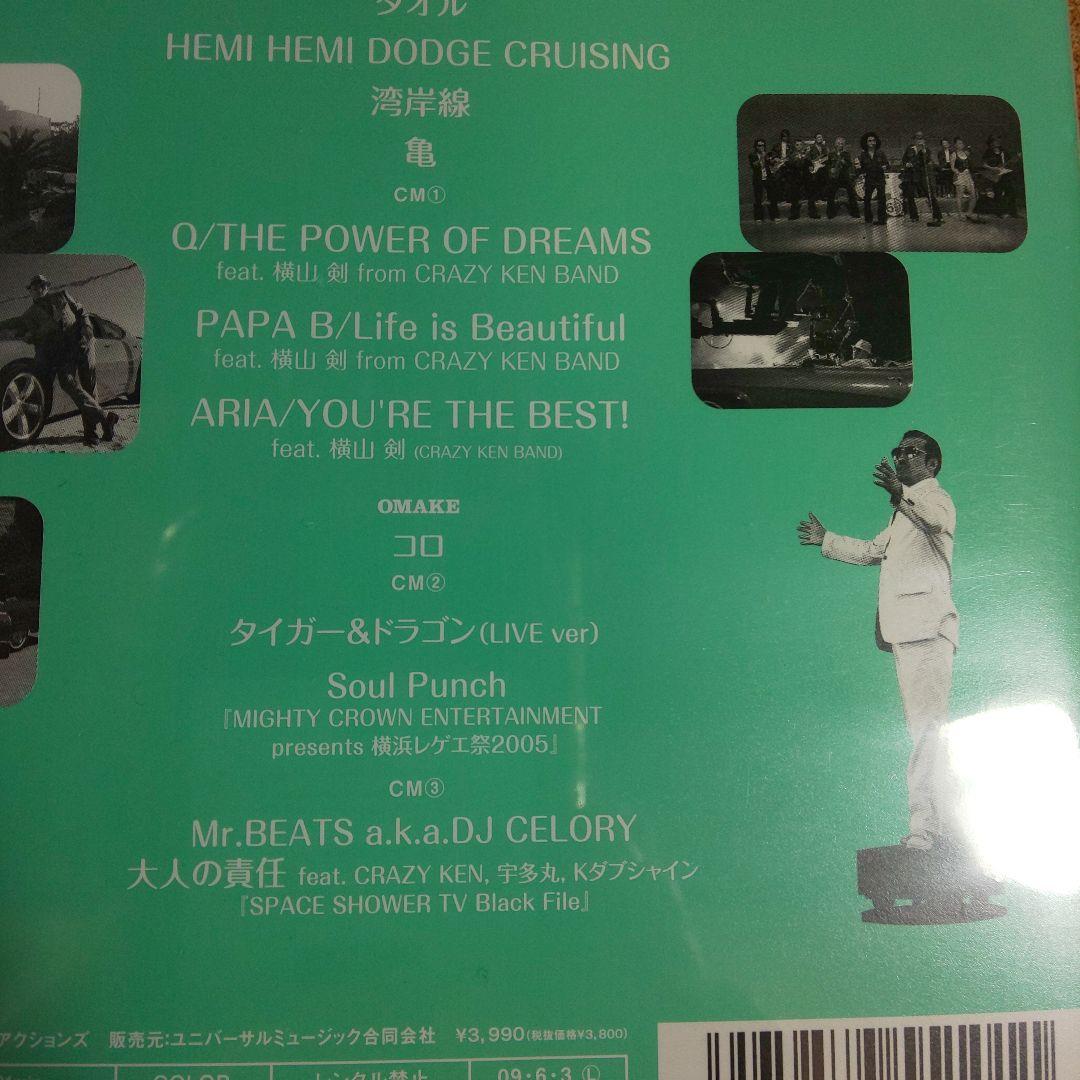 タオル
HEMI HEMI DODGE CRUISING
湾岸線
亀
CM①
Q/THE POWER OF DREAMS
feat. 横山 剣 from CRAZY KEN BAND
PAPA B/Life is Beautiful
feat. 横山 剣 from CRAZY KEN BAND
ARIA/YOU'RE THE BEST!
feat. 横山 剣 (CRAZY KEN BAND)
OMAKE
コロ
CM②
タイガー&ドラゴン(LIVE ver)
Soul Punch
『MIGHTY CROWN ENTERTAINMENT
presents 横浜レゲエ祭2005』
CM③
Mr.BEATS a.k.a.DJ CELORY
大人の責任 feat. CRAZY KEN, 宇多丸, Kダブシャイン
『SPACE SHOWER TV Black File』
アクションズ 販売元:ユニバーサルミュージック合同会社 ¥3,990(税抜価格¥3,800)
COLOR レンタル禁止 09・6・3 Ⓛ